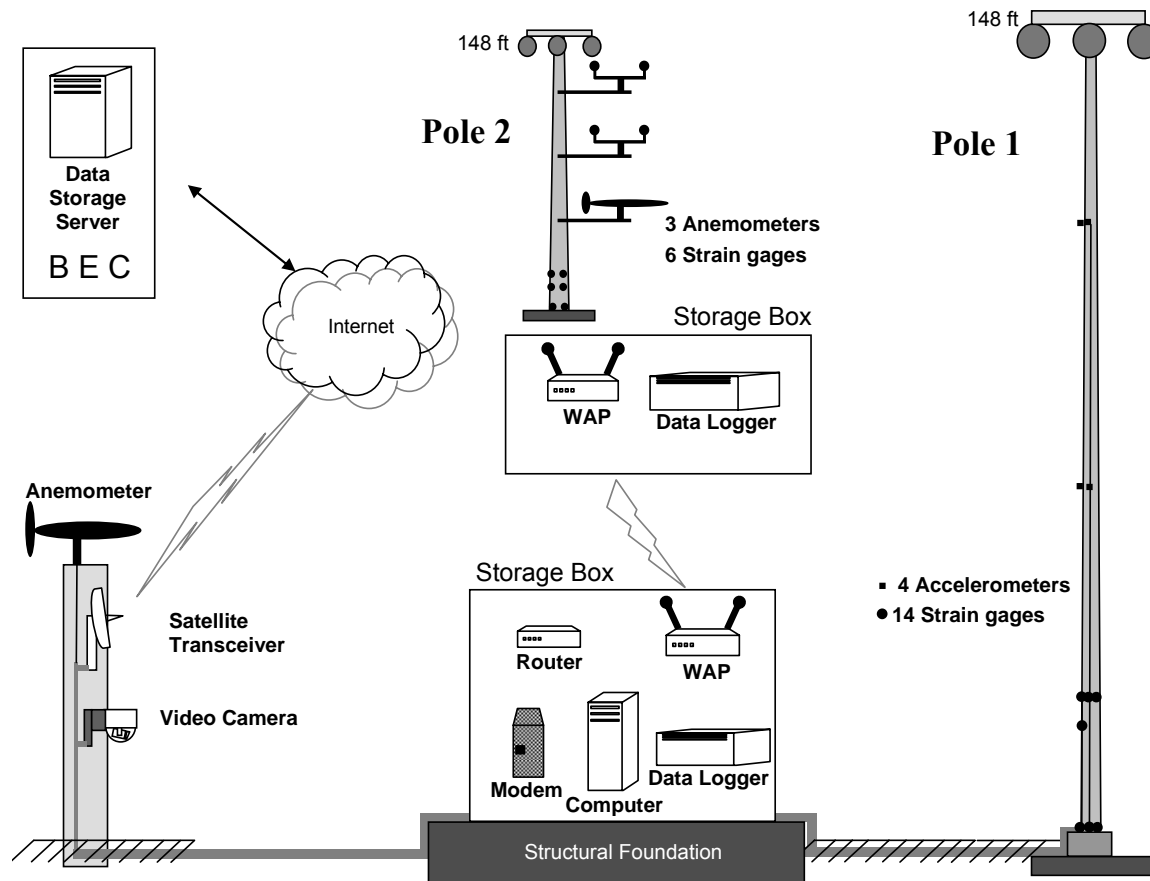 148 ft
148 ft
Pole 2
Pole 1
Data
Storage
Server
B E C
3 Anemometers
6 Strain gages
Internet
Storage Box
WAP
Data Logger
Anemometer
Storage Box
4 Accelerometers
14 Strain gages
Satellite
Transceiver
Router
WAP
Video Camera
Modem
Computer
Data Logger
Structural Foundation